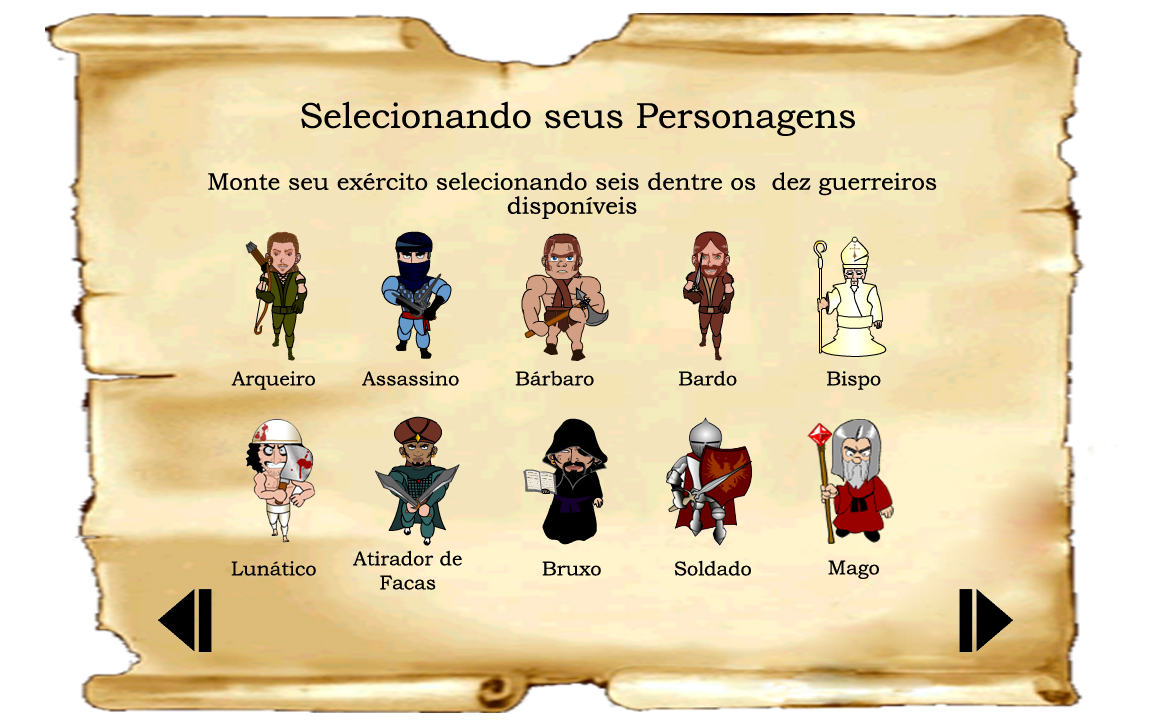 Selecionando seus Personagens
Monte seu exército selecionando seis dentre os dez guerreiros
disponíveis
Arqueiro
Assassino
Bárbaro
Bardo
Bispo
Lunático
Atirador de
Facas
Bruxo
Soldado
Mago